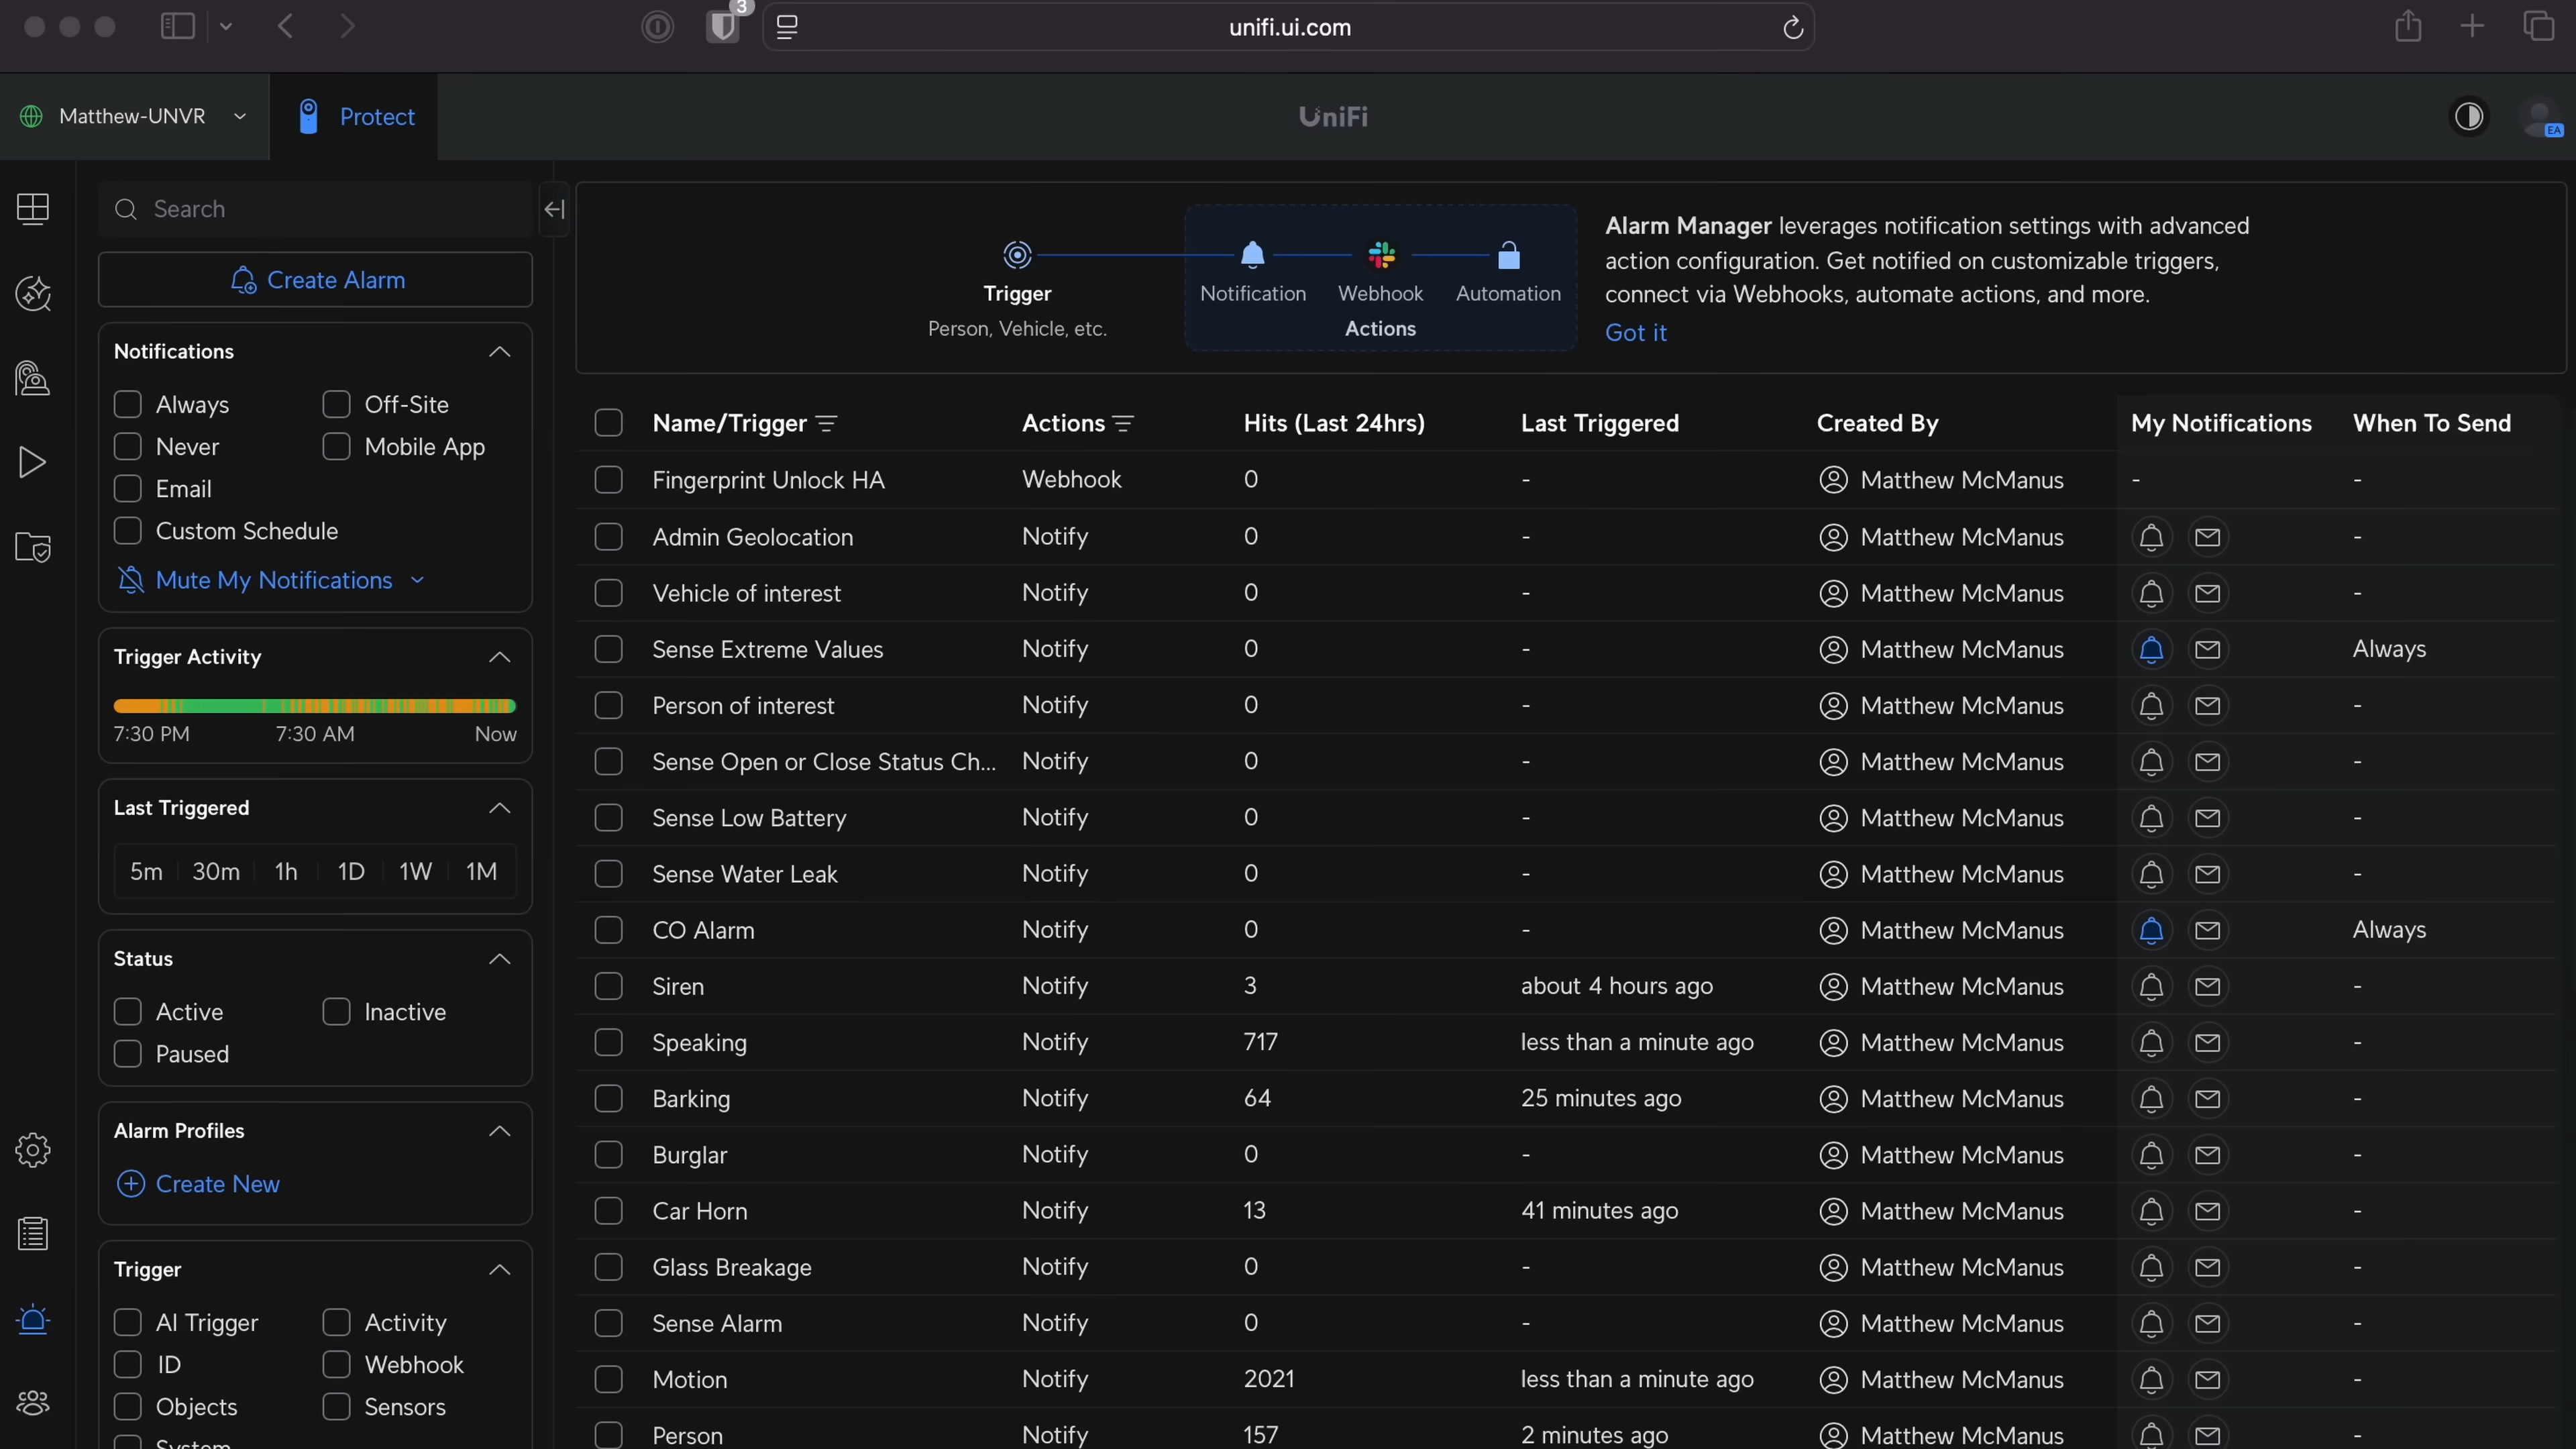 3
unifi.ui.com
Matthew-UNVR
Protect
UniFi
EA
Search
Create Alarm
Notifications
Always
Off-Site
Never
Mobile App
Email
Custom Schedule
Mute My Notifications
Trigger Activity
7:30 PM 7:30 AM Now
Last Triggered
5m 30m 1h 1D 1W 1M
Status
Active
Inactive
Paused
Alarm Profiles
Create New
Trigger
AI Trigger
Activity
ID
Webhook
Objects
Sensors
System
Trigger
Person, Vehicle, etc.
Notification Webhook Automation
Actions
Alarm Manager leverages notification settings with advanced
action configuration. Get notified on customizable triggers,
connect via Webhooks, automate actions, and more.
Got it
Name/Trigger Actions Hits (Last 24hrs) Last Triggered Created By My Notifications When To Send
Fingerprint Unlock HA Webhook 0 - Matthew McManus - -
Admin Geolocation Notify 0 - Matthew McManus -
Vehicle of interest Notify 0 - Matthew McManus -
Sense Extreme Values Notify 0 - Matthew McManus Always
Person of interest Notify 0 - Matthew McManus -
Sense Open or Close Status Ch... Notify 0 - Matthew McManus -
Sense Low Battery Notify 0 - Matthew McManus -
Sense Water Leak Notify 0 - Matthew McManus -
CO Alarm Notify 0 - Matthew McManus Always
Siren Notify 3 about 4 hours ago Matthew McManus -
Speaking Notify 717 less than a minute ago Matthew McManus -
Barking Notify 64 25 minutes ago Matthew McManus -
Burglar Notify 0 - Matthew McManus -
Car Horn Notify 13 41 minutes ago Matthew McManus -
Glass Breakage Notify 0 - Matthew McManus -
Sense Alarm Notify 0 - Matthew McManus -
Motion Notify 2021 less than a minute ago Matthew McManus -
Person Notify 157 2 minutes ago Matthew McManus -